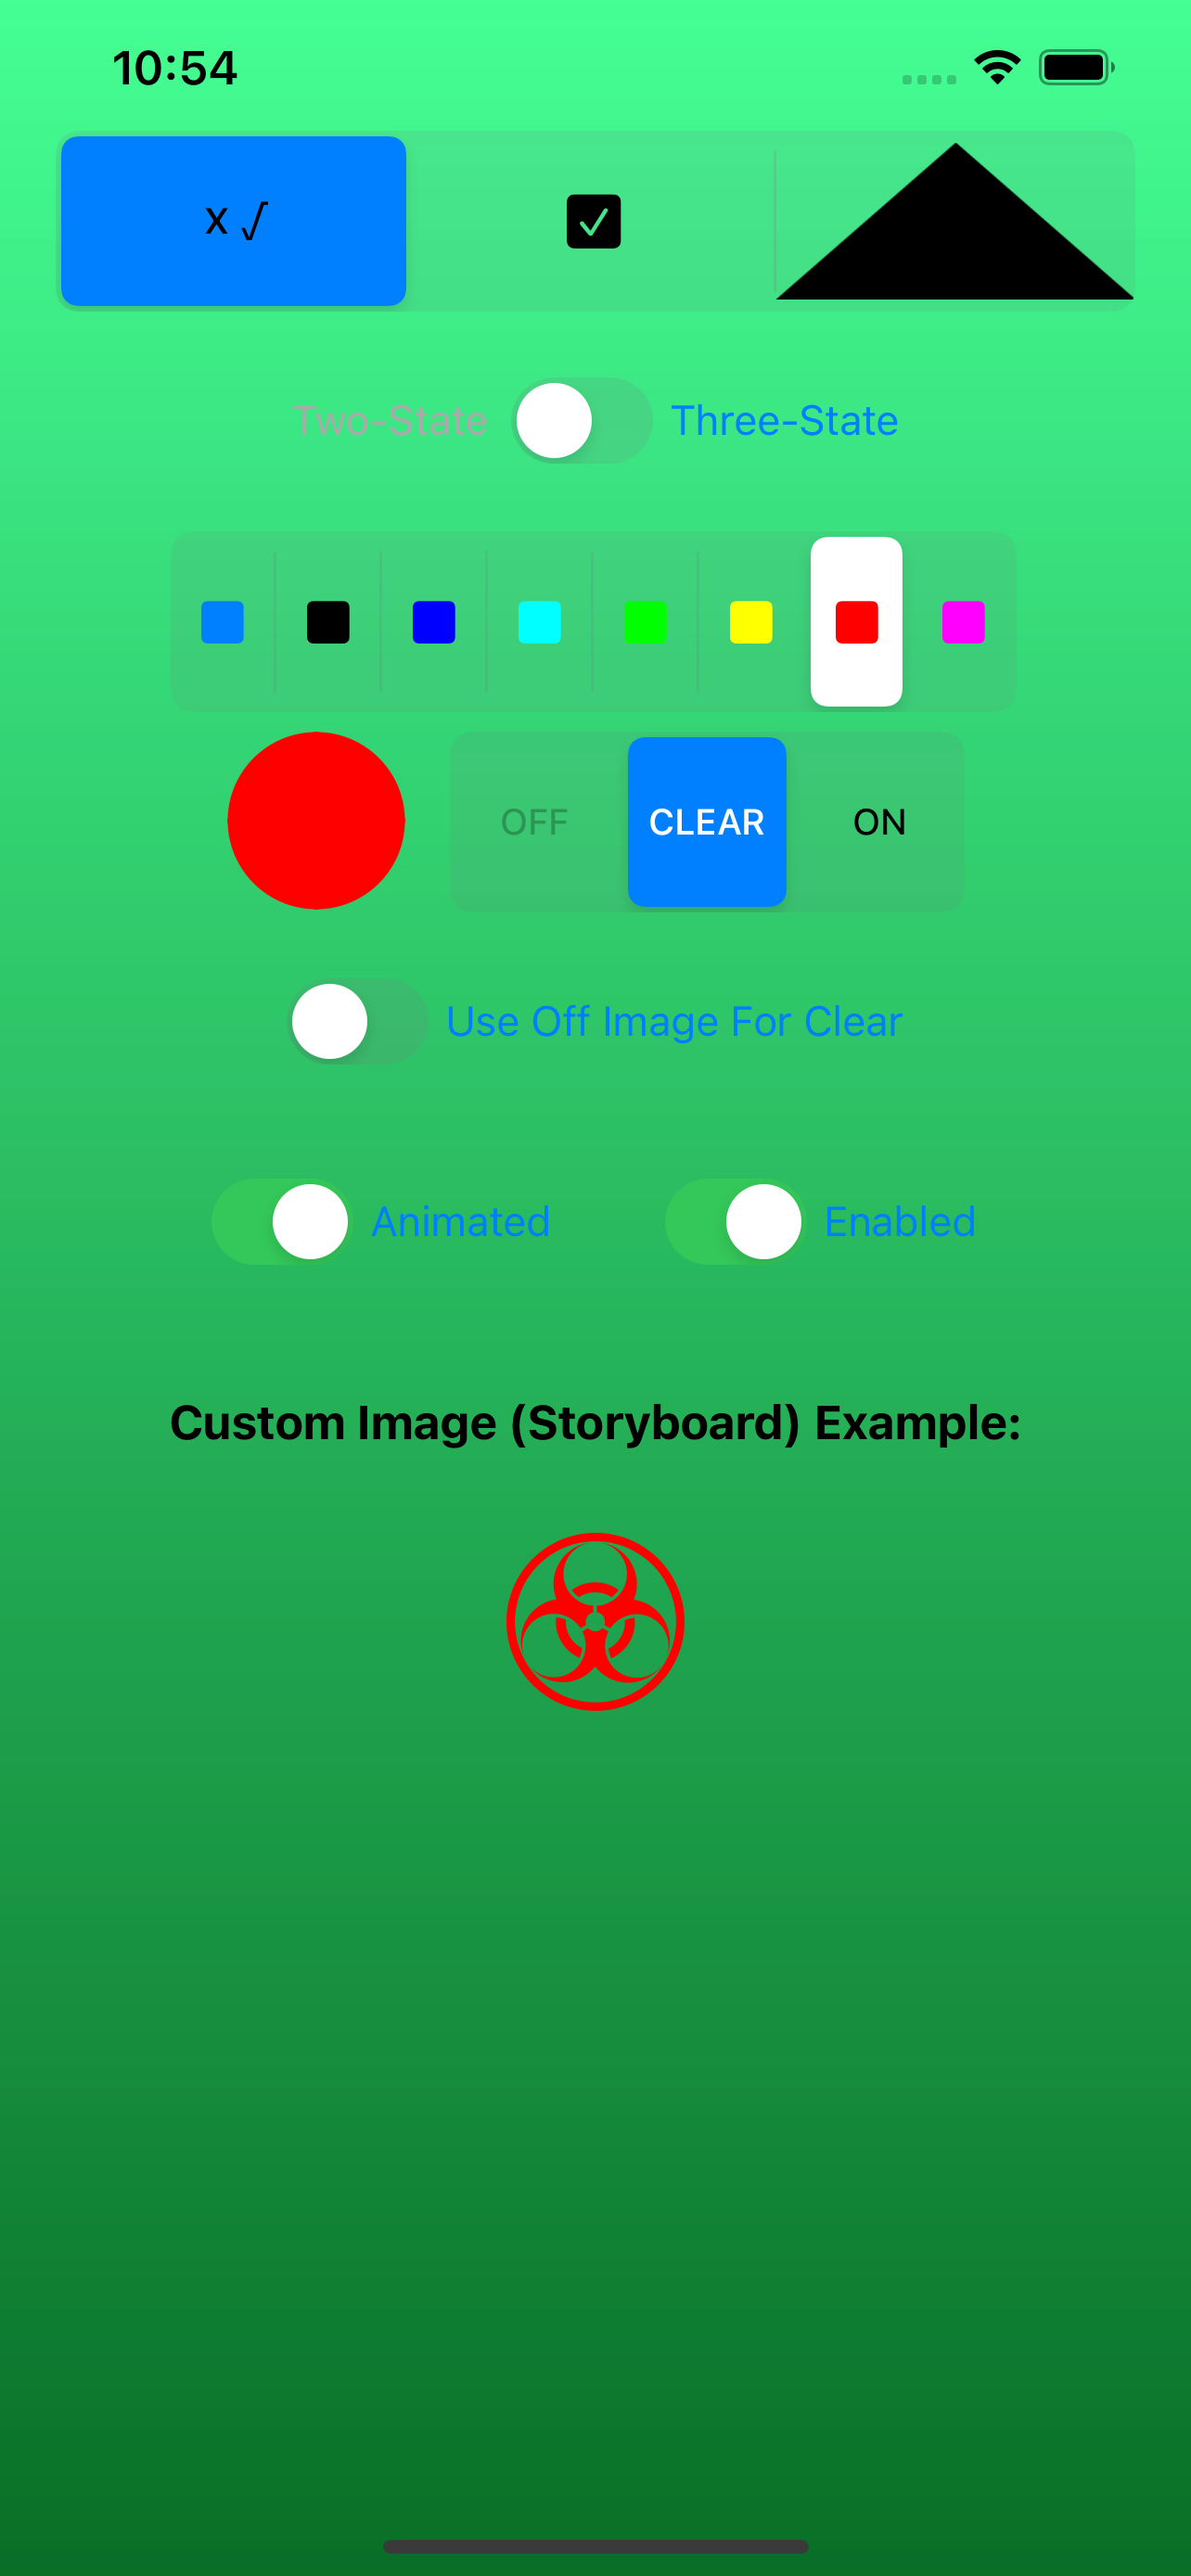 10:54
x √
Two-State Three-State
OFF CLEAR ON
Use Off Image For Clear
Animated Enabled
Custom Image (Storyboard) Example: